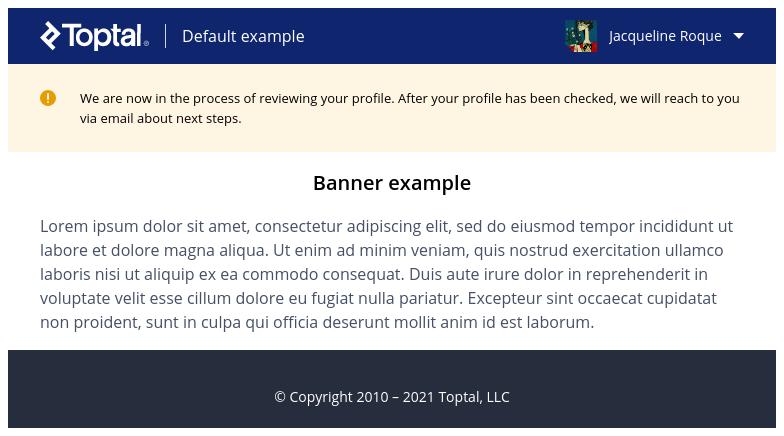 Toptal®
Default example
Jacqueline Roque
We are now in the process of reviewing your profile. After your profile has been checked, we will reach to you
via email about next steps.
Banner example
Lorem ipsum dolor sit amet, consectetur adipiscing elit, sed do eiusmod tempor incididunt ut
labore et dolore magna aliqua. Ut enim ad minim veniam, quis nostrud exercitation ullamco
laboris nisi ut aliquip ex ea commodo consequat. Duis aute irure dolor in reprehenderit in
voluptate velit esse cillum dolore eu fugiat nulla pariatur. Excepteur sint occaecat cupidatat
non proident, sunt in culpa qui officia deserunt mollit anim id est laborum.
© Copyright 2010 – 2021 Toptal, LLC